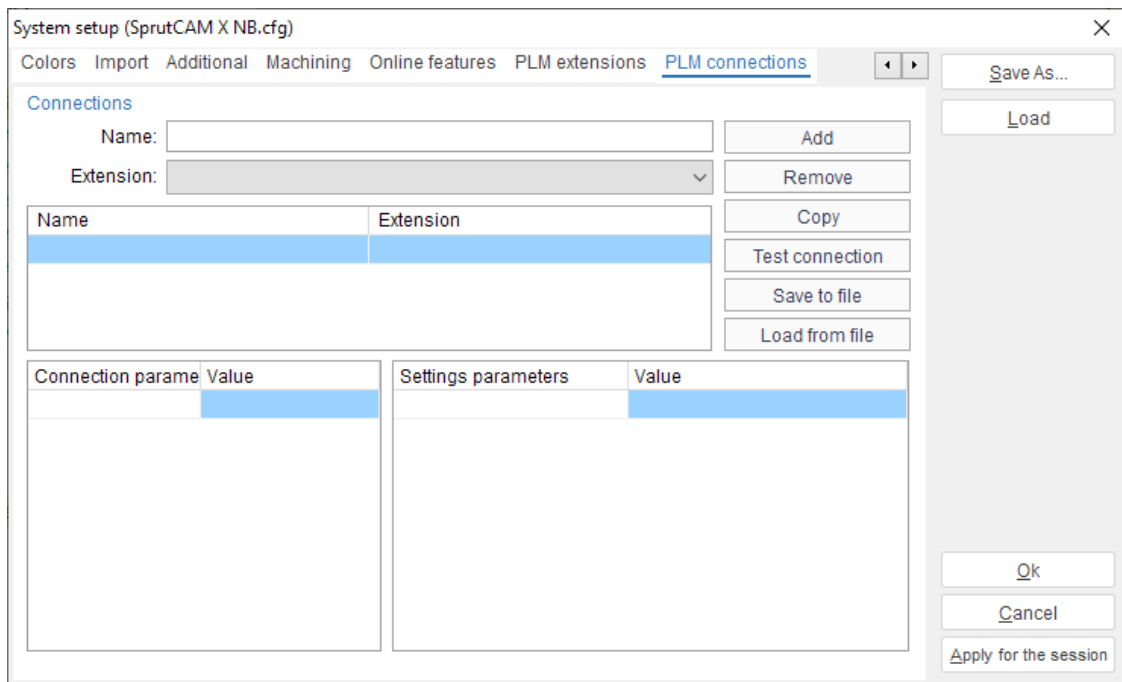 System setup (SprutCAM X NB.cfg)
Colors Import Additional Machining Online features PLM extensions PLM connections
Save As...
Load
Connections
Name:
Add
Extension:
Remove
Name Extension
Copy
Test connection
Save to file
Load from file
Connection parame Value
Settings parameters Value
Ok
Cancel
Apply for the session